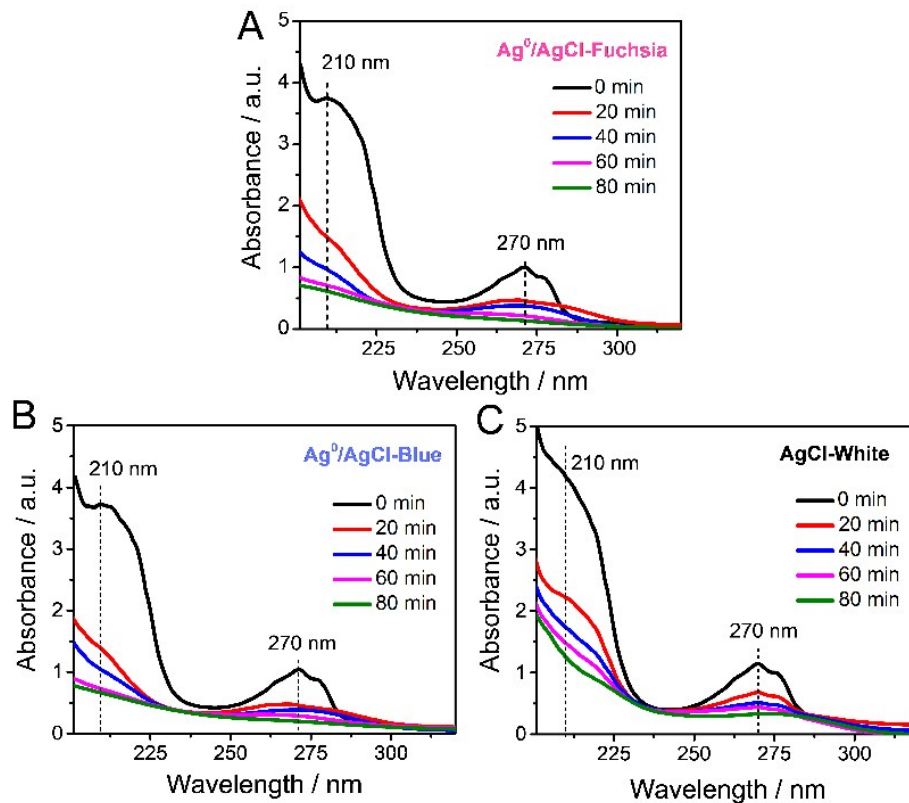 A
Ag⁰/AgCl-Fuchsia
210 nm
270 nm
0 min
20 min
40 min
60 min
80 min
Absorbance / a.u.
5
4
3
2
1
0
225
250
275
300
Wavelength / nm
B
Ag⁰/AgCl-Blue
210 nm
270 nm
0 min
20 min
40 min
60 min
80 min
Absorbance / a.u.
5
4
3
2
1
0
225
250
275
300
Wavelength / nm
C
AgCl-White
210 nm
270 nm
0 min
20 min
40 min
60 min
80 min
Absorbance / a.u.
5
4
3
2
1
0
225
250
275
300
Wavelength / nm